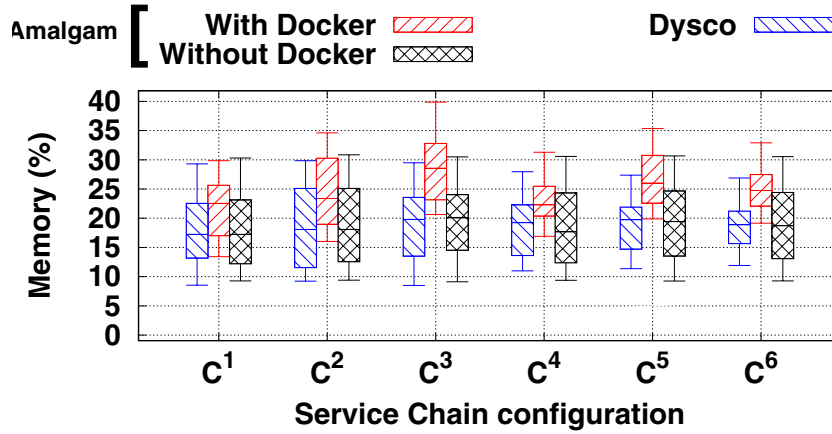 Amalgam [ With Docker
Without Docker
Dysco
Memory (%)
40
35
30
25
20
15
10
5
0
C¹ C² C³ C⁴ C⁵ C⁶
Service Chain configuration